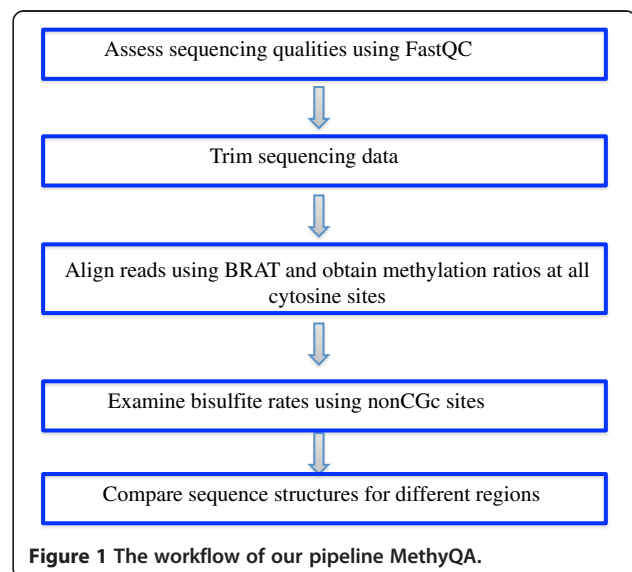 Assess sequencing qualities using FastQC
Trim sequencing data
Align reads using BRAT and obtain methylation ratios at all
cytosine sites
Examine bisulfite rates using nonCGc sites
Compare sequence structures for different regions
Figure 1 The workflow of our pipeline MethyQA.